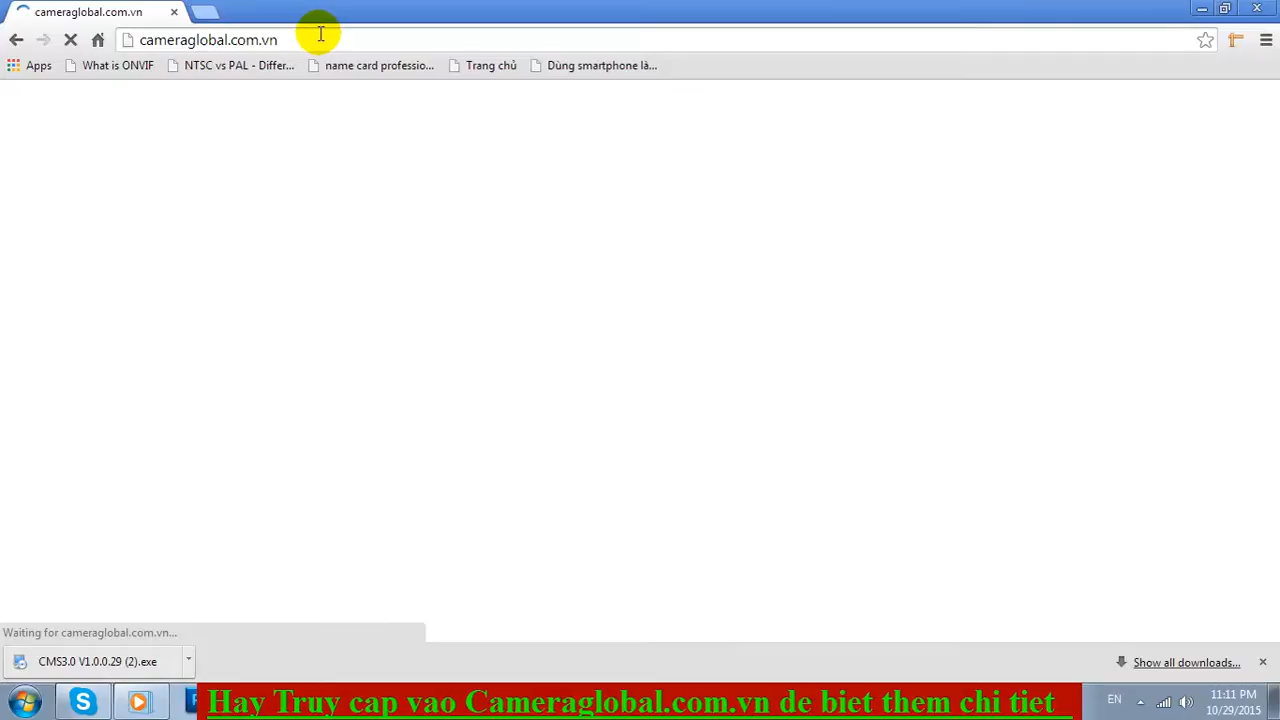 cameraglobal.com.vn
cameraglobal.com.vn
Apps What is ONVIF NTSC vs PAL - Differ... name card professio... Trang chủ Dùng smartphone là...
Waiting for cameraglobal.com.vn...
CMS3.0 V1.0.0.29 (2).exe Show all downloads...
Hay Truy cap vao Cameraglobal.com.vn de biet them chi tiet
EN
11:11 PM
10/29/2015